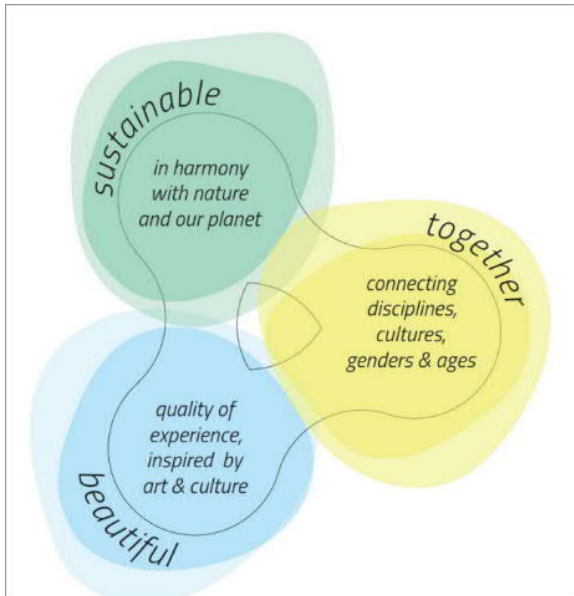 sustainable
in harmony
with nature
and our planet
together
connecting
disciplines,
cultures,
genders & ages
quality of
experience,
inspired by
art & culture
beautiful